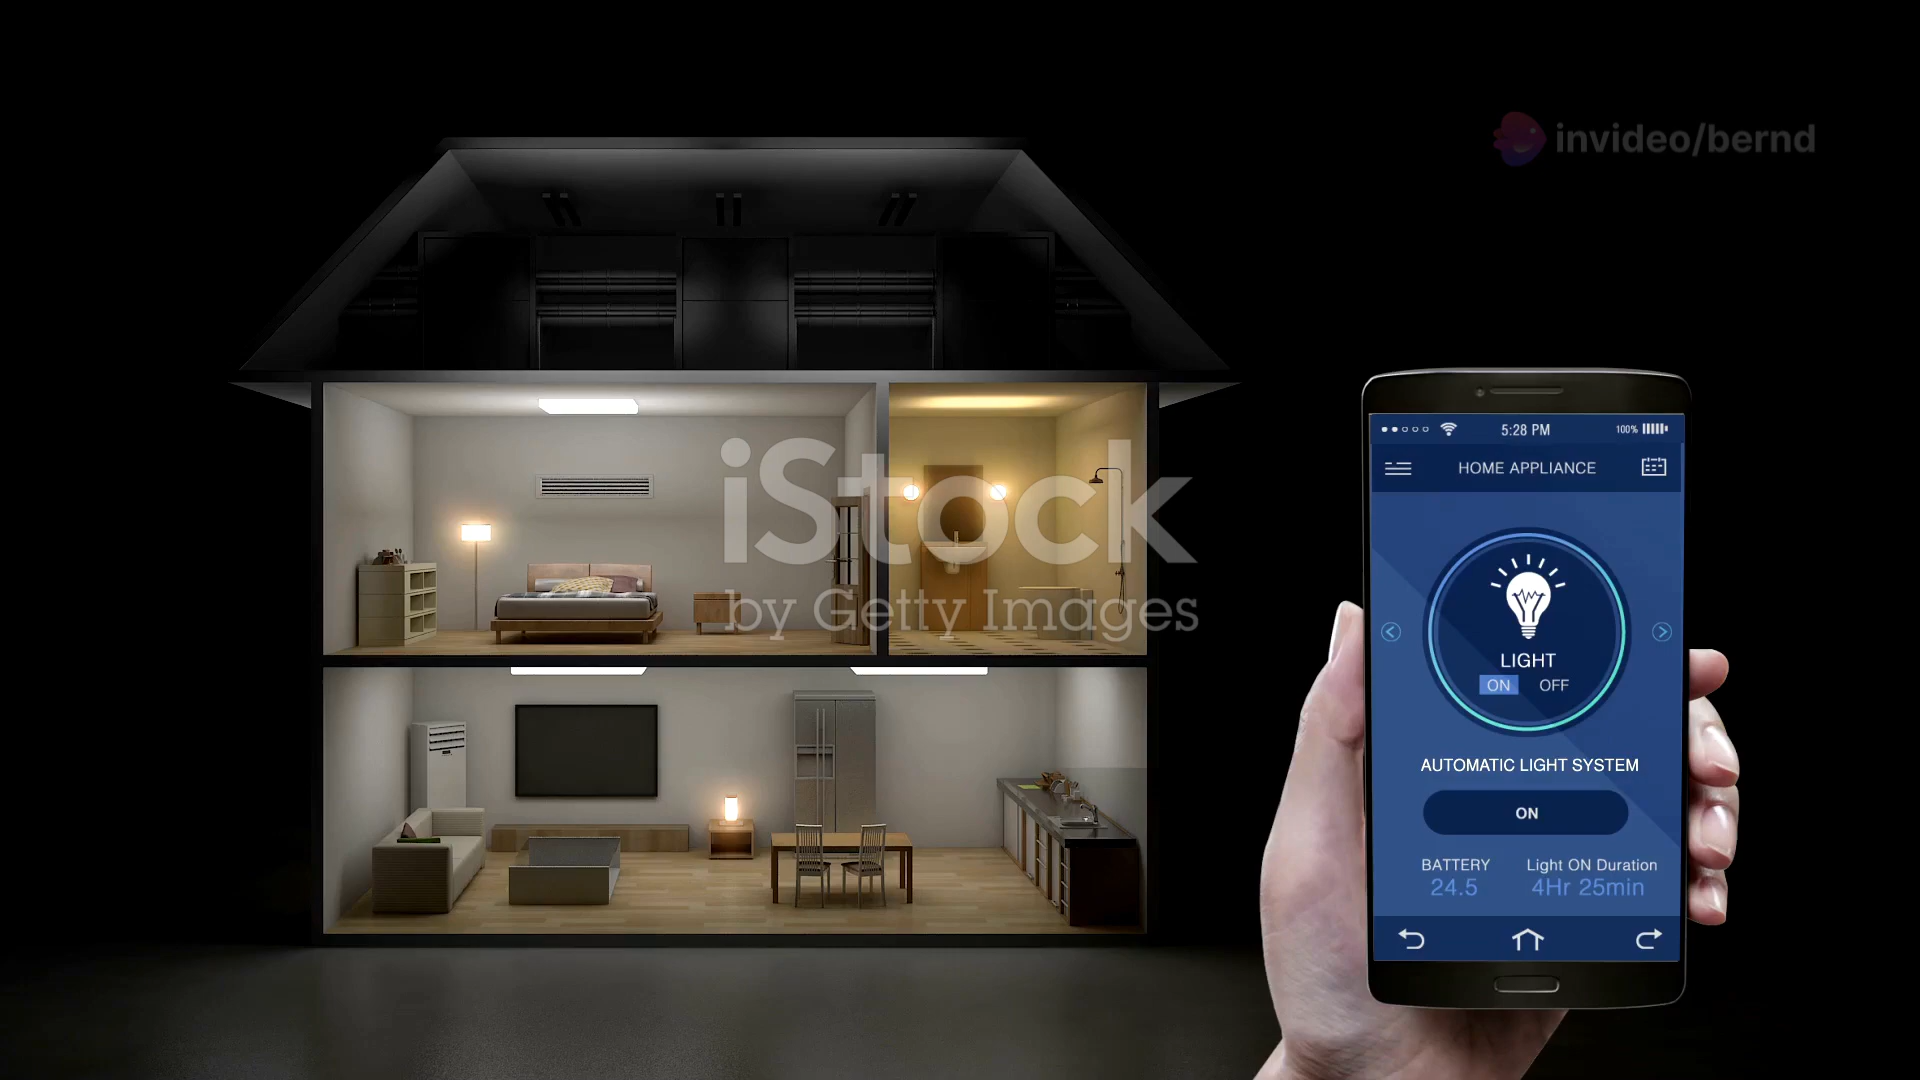 invideo/bernd
iStock
by Getty Images
5:28 PM
100%
HOME APPLIANCE
LIGHT
ON OFF
AUTOMATIC LIGHT SYSTEM
ON
BATTERY Light ON Duration
24.5 4Hr 25min